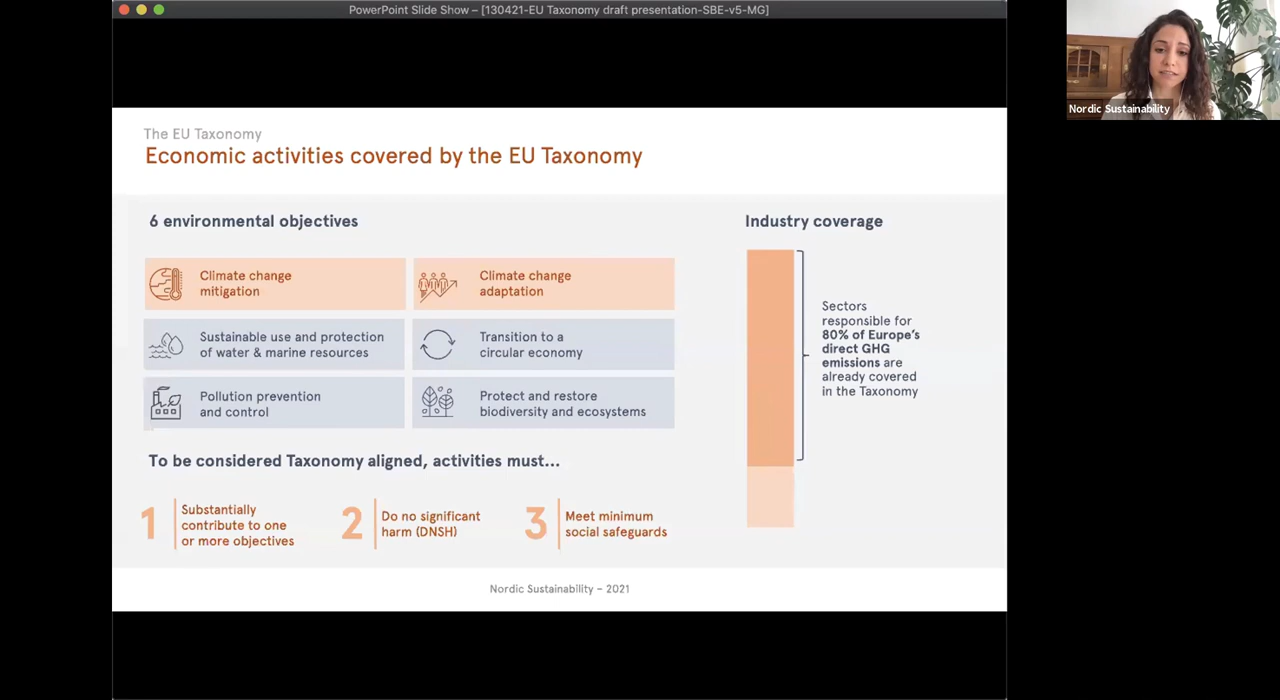 PowerPoint Slide Show – [130421-EU Taxonomy draft presentation-SBE-v5-MG]
Nordic Sustainability
The EU Taxonomy
Economic activities covered by the EU Taxonomy
6 environmental objectives
Climate change
mitigation
Climate change
adaptation
Sustainable use and protection
of water & marine resources
Transition to a
circular economy
Pollution prevention
and control
Protect and restore
biodiversity and ecosystems
To be considered Taxonomy aligned, activities must...
1
Substantially
contribute to one
or more objectives
2
Do no significant
harm (DNSH)
3
Meet minimum
social safeguards
Industry coverage
Sectors
responsible for
80% of Europe's
direct GHG
emissions are
already covered
in the Taxonomy
Nordic Sustainability – 2021